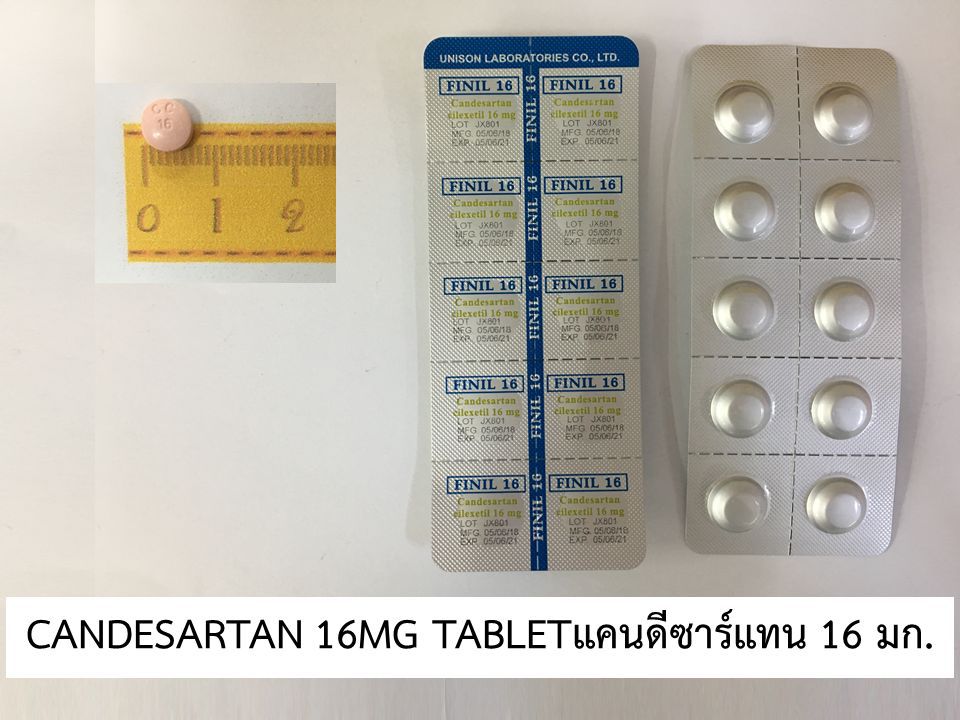 CC
16
0 1 2
UNISON LABORATORIES CO., LTD.
FINIL 16
Candesartan
cilexetil 16 mg
LOT JX801
MFG. 05/06/18
EXP. 05/06/21
FINIL 16
Candesartan
cilexetil 16 mg
LOT JX801
MFG. 05/06/18
EXP. 05/06/21
FINIL 16
FINIL 16
Candesartan
cilexetil 16 mg
LOT JX801
MFG. 05/06/18
EXP. 05/06/21
FINIL 16
Candesartan
cilexetil 16 mg
LOT JX801
MFG. 05/06/18
EXP. 05/06/21
FINIL 16
FINIL 16
Candesartan
cilexetil 16 mg
LOT JX801
MFG. 05/06/18
EXP. 05/06/21
FINIL 16
Candesartan
cilexetil 16 mg
LOT JX801
MFG. 05/06/18
EXP. 05/06/21
FINIL 16
FINIL 16
Candesartan
cilexetil 16 mg
LOT JX801
MFG. 05/06/18
EXP. 05/06/21
FINIL 16
Candesartan
cilexetil 16 mg
LOT JX801
MFG. 05/06/18
EXP. 05/06/21
FINIL 16
FINIL 16
Candesartan
cilexetil 16 mg
LOT JX801
MFG. 05/06/18
EXP. 05/06/21
FINIL 16
Candesartan
cilexetil 16 mg
LOT JX801
MFG. 05/06/18
EXP. 05/06/21
FINIL 16
CANDESARTAN 16MG TABLETแคนดีซาร์แทน 16 มก.